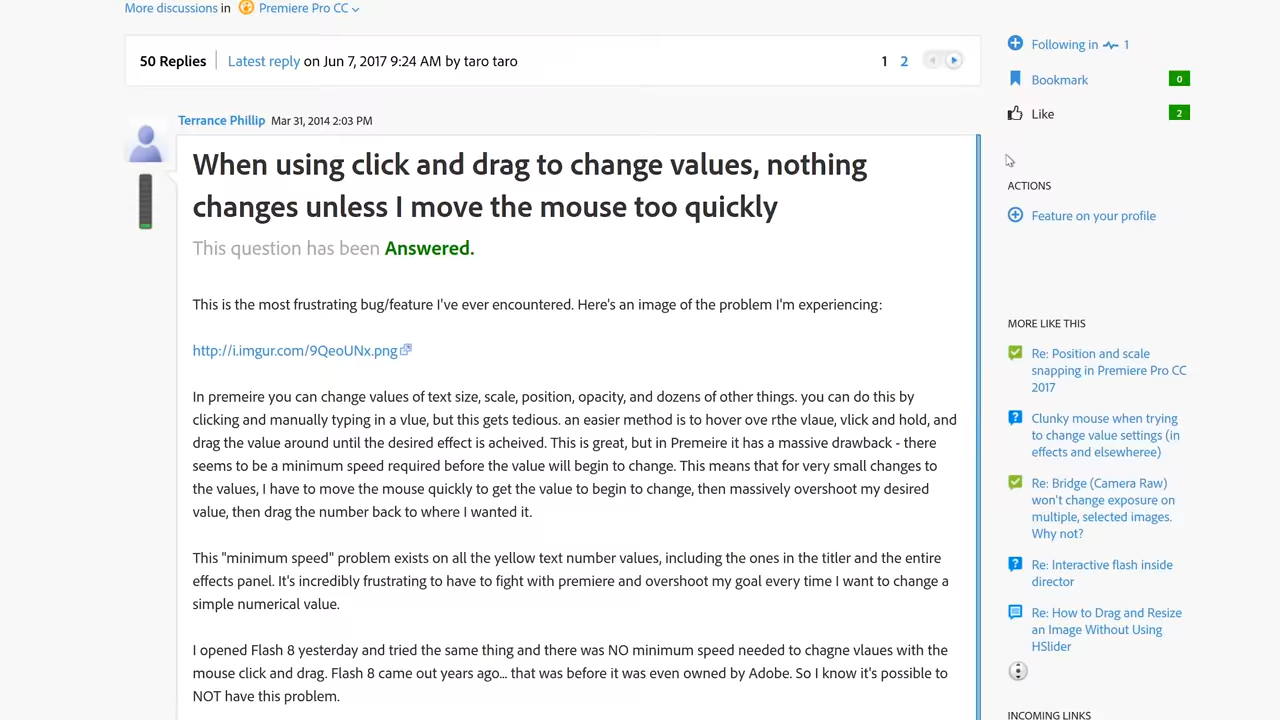 More discussions in Premiere Pro CC
50 Replies Latest reply on Jun 7, 2017 9:24 AM by taro taro
1 2
Terrance Phillip Mar 31, 2014 2:03 PM
When using click and drag to change values, nothing
changes unless I move the mouse too quickly
This question has been Answered.
This is the most frustrating bug/feature I've ever encountered. Here's an image of the problem I'm experiencing:
http://i.imgur.com/9QeoUNx.png
In premeire you can change values of text size, scale, position, opacity, and dozens of other things. you can do this by
clicking and manually typing in a vlue, but this gets tedious. an easier method is to hover ove rthe vlaue, vlick and hold, and
drag the value around until the desired effect is acheived. This is great, but in Premeire it has a massive drawback - there
seems to be a minimum speed required before the value will begin to change. This means that for very small changes to
the values, I have to move the mouse quickly to get the value to begin to change, then massively overshoot my desired
value, then drag the number back to where I wanted it.
This "minimum speed" problem exists on all the yellow text number values, including the ones in the titler and the entire
effects panel. It's incredibly frustrating to have to fight with premiere and overshoot my goal every time I want to change a
simple numerical value.
I opened Flash 8 yesterday and tried the same thing and there was NO minimum speed needed to chagne vlaues with the
mouse click and drag. Flash 8 came out years ago... that was before it was even owned by Adobe. So I know it's possible to
NOT have this problem.
Following in 1
Bookmark 0
Like 2
ACTIONS
Feature on your profile
MORE LIKE THIS
Re: Position and scale
snapping in Premiere Pro CC
2017
Clunky mouse when trying
to change value settings (in
effects and elsewheree)
Re: Bridge (Camera Raw)
won't change exposure on
multiple, selected images.
Why not?
Re: Interactive flash inside
director
Re: How to Drag and Resize
an Image Without Using
HSlider
INCOMING LINKS